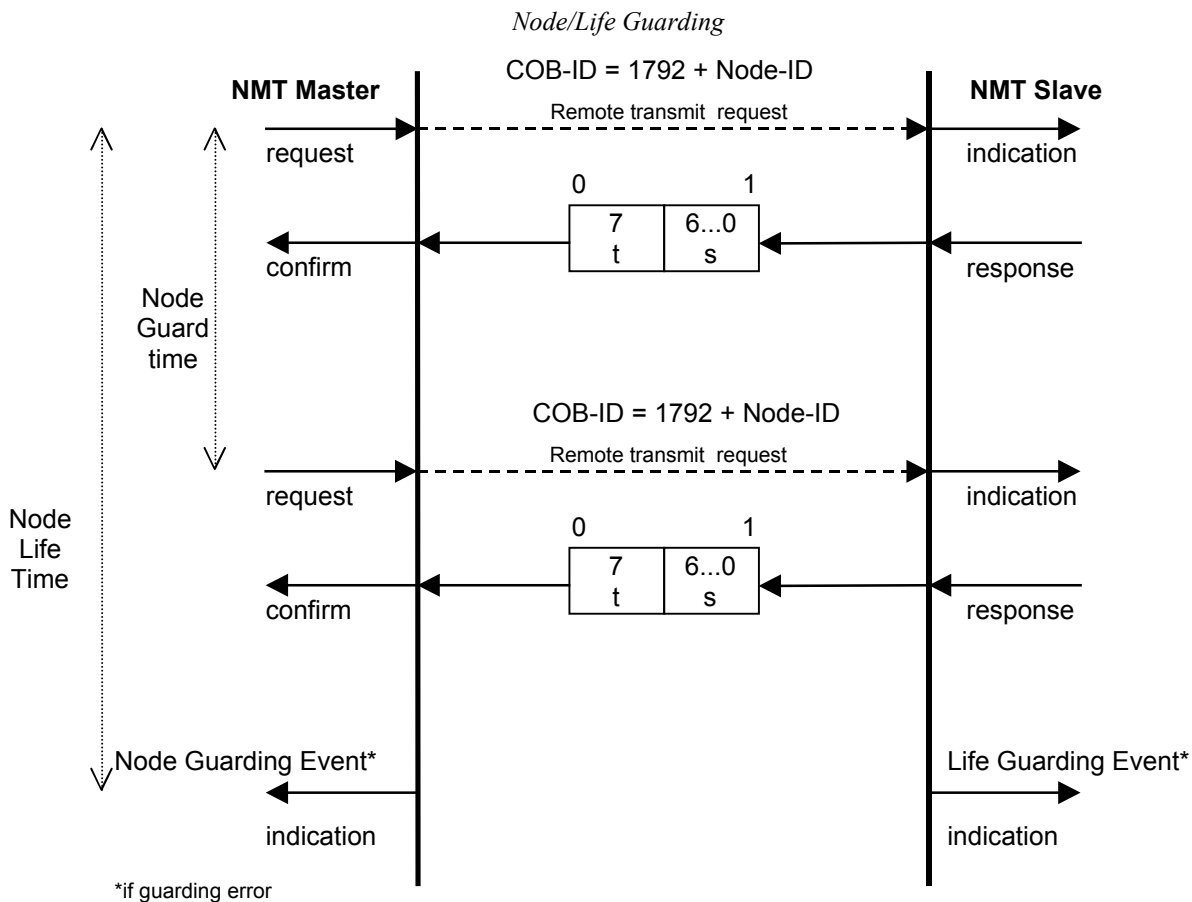 Node/Life Guarding
COB-ID = 1792 + Node-ID
NMT Master
NMT Slave
Remote transmit request
request
indication
0 1
7 6...0
t s
confirm
response
Node
Guard
time
COB-ID = 1792 + Node-ID
Remote transmit request
request
indication
Node
Life
Time
0 1
7 6...0
t s
confirm
response
Node Guarding Event*
Life Guarding Event*
indication
indication
*if guarding error